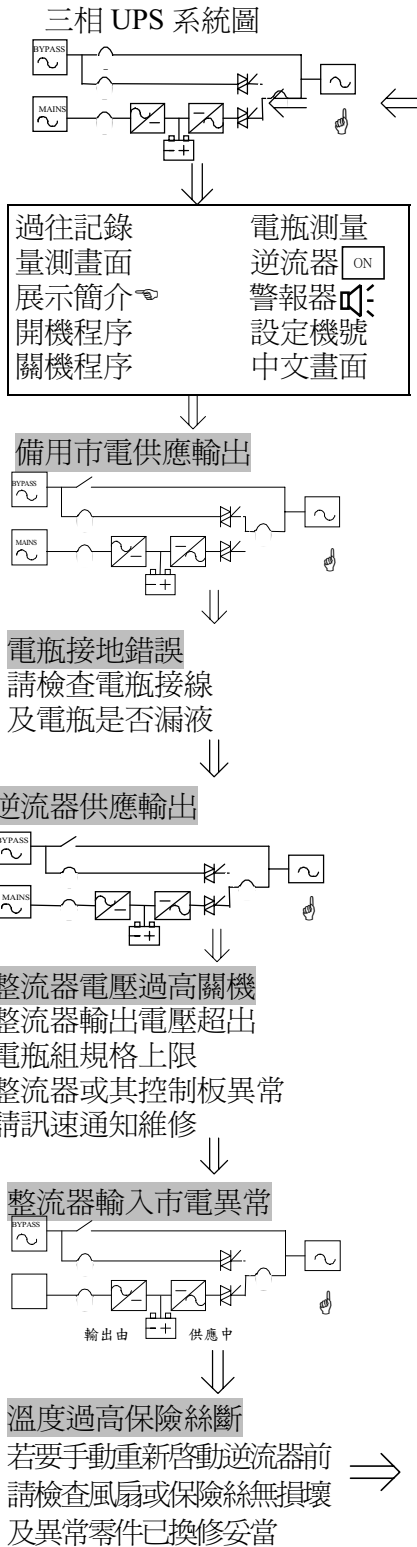 三相 UPS 系統圖
BYPASS
MAINS
過往記錄 電瓶測量
量測畫面 逆流器 ON
展示簡介 警報器
開機程序 設定機號
關機程序 中文畫面
備用市電供應輸出
BYPASS
MAINS
電瓶接地錯誤
請檢查電瓶接線
及電瓶是否漏液
逆流器供應輸出
BYPASS
MAINS
整流器電壓過高關機
整流器輸出電壓超出
電瓶組規格上限
整流器或其控制板異常
請訊速通知維修
整流器輸入市電異常
BYPASS
輸出由 供應中
溫度過高保險絲斷
若要手動重新啓動逆流器前
請檢查風扇或保險絲無損壞
及異常零件已換修妥當